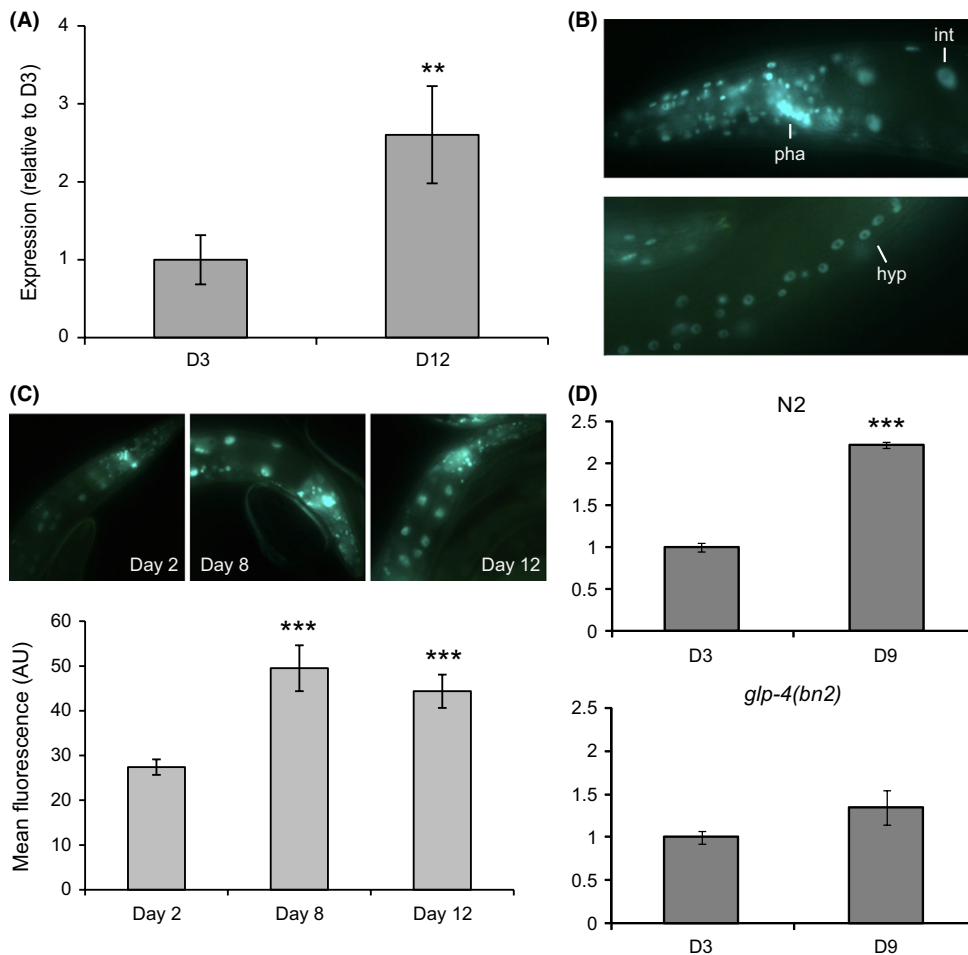 (A)
Expression (relative to D3)
4
3
2
1
0
**
D3
D12
(B)
int
pha
hyp
(C)
Day 2
Day 8
Day 12
Mean fluorescence (AU)
60
50
40
30
20
10
0
***
***
Day 2
Day 8
Day 12
(D)
N2
2.5
2
1.5
1
0.5
0
***
D3
D9
glp-4(bn2)
2.5
2
1.5
1
0.5
0
D3
D9